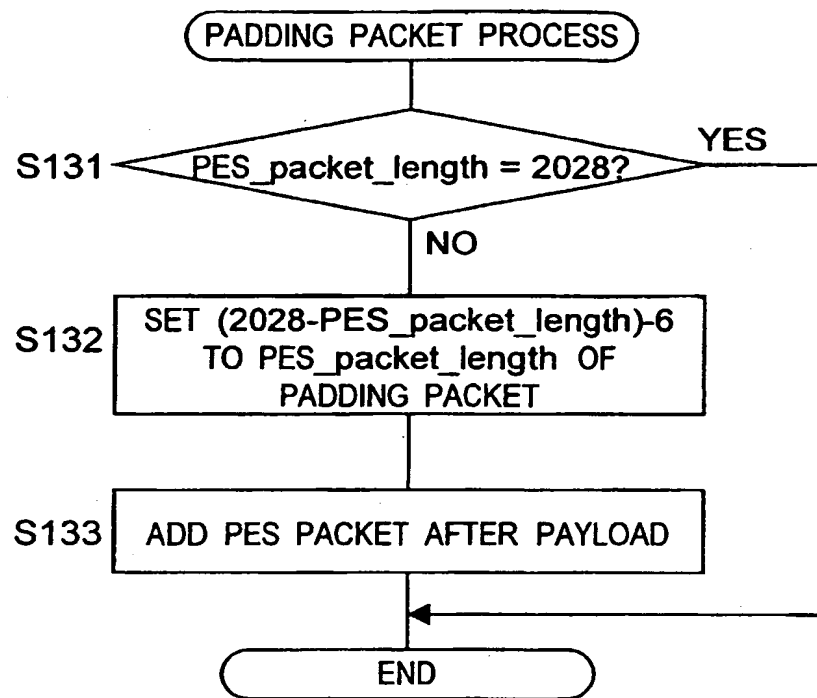 PADDING PACKET PROCESS
S131
PES_packet_length = 2028?
YES
NO
S132
SET (2028-PES_packet_length)-6
TO PES_packet_length OF
PADDING PACKET
S133
ADD PES PACKET AFTER PAYLOAD
END